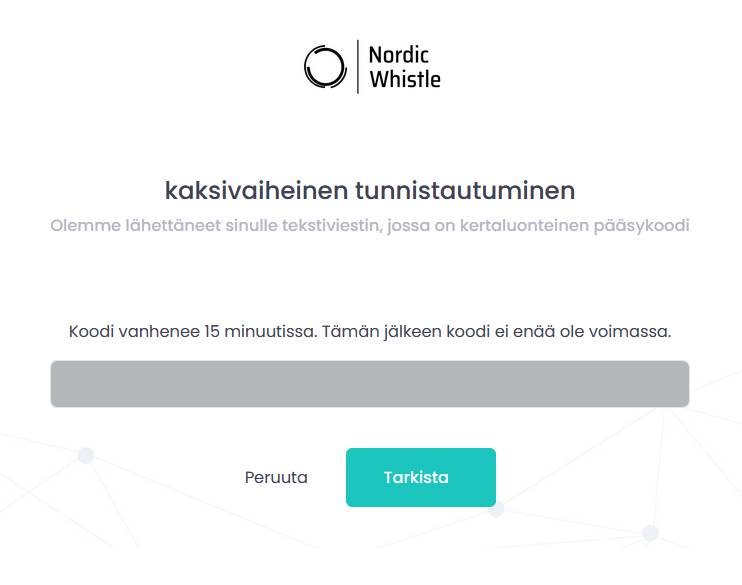 Nordic
Whistle
kaksivaiheinen tunnistautuminen
Olemme lähettäneet sinulle tekstiviestin, jossa on kertaluonteinen pääsykoodi
Koodi vanhenee 15 minuutissa. Tämän jälkeen koodi ei enää ole voimassa.
Peruuta
Tarkista